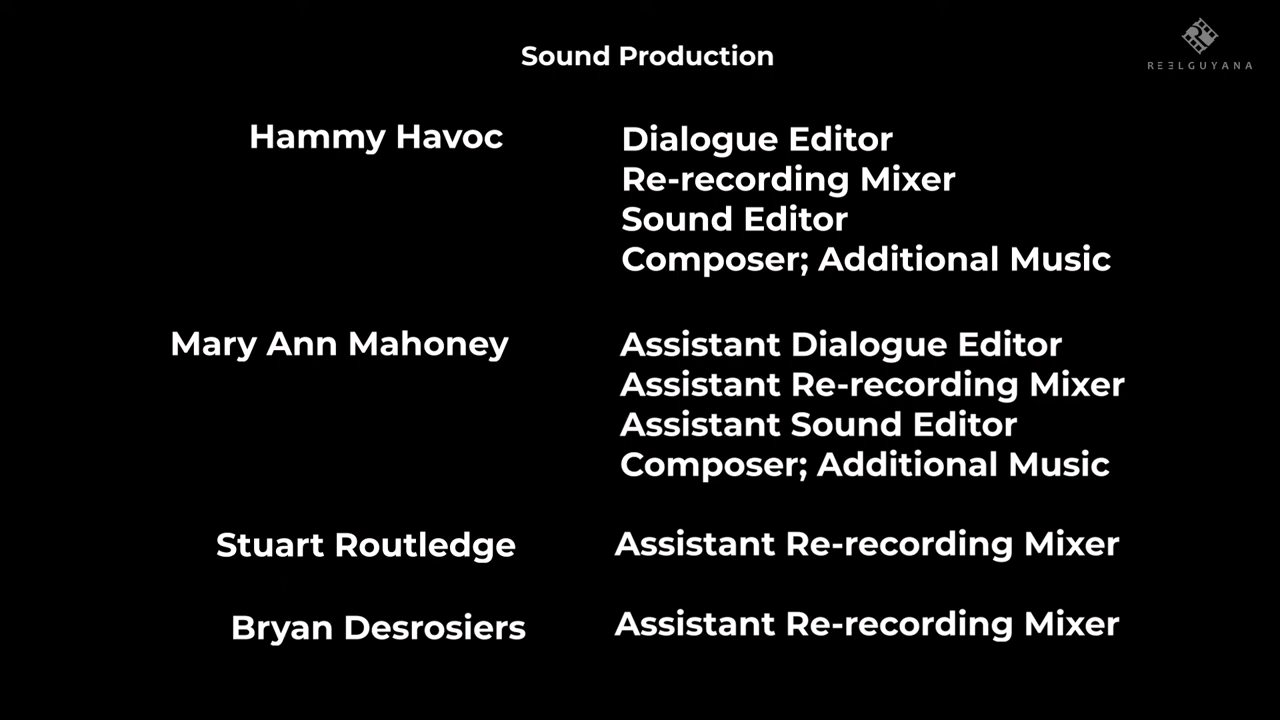 REELGUYANA
Sound Production
Hammy Havoc
Dialogue Editor
Re-recording Mixer
Sound Editor
Composer; Additional Music
Mary Ann Mahoney
Assistant Dialogue Editor
Assistant Re-recording Mixer
Assistant Sound Editor
Composer; Additional Music
Stuart Routledge
Assistant Re-recording Mixer
Bryan Desrosiers
Assistant Re-recording Mixer